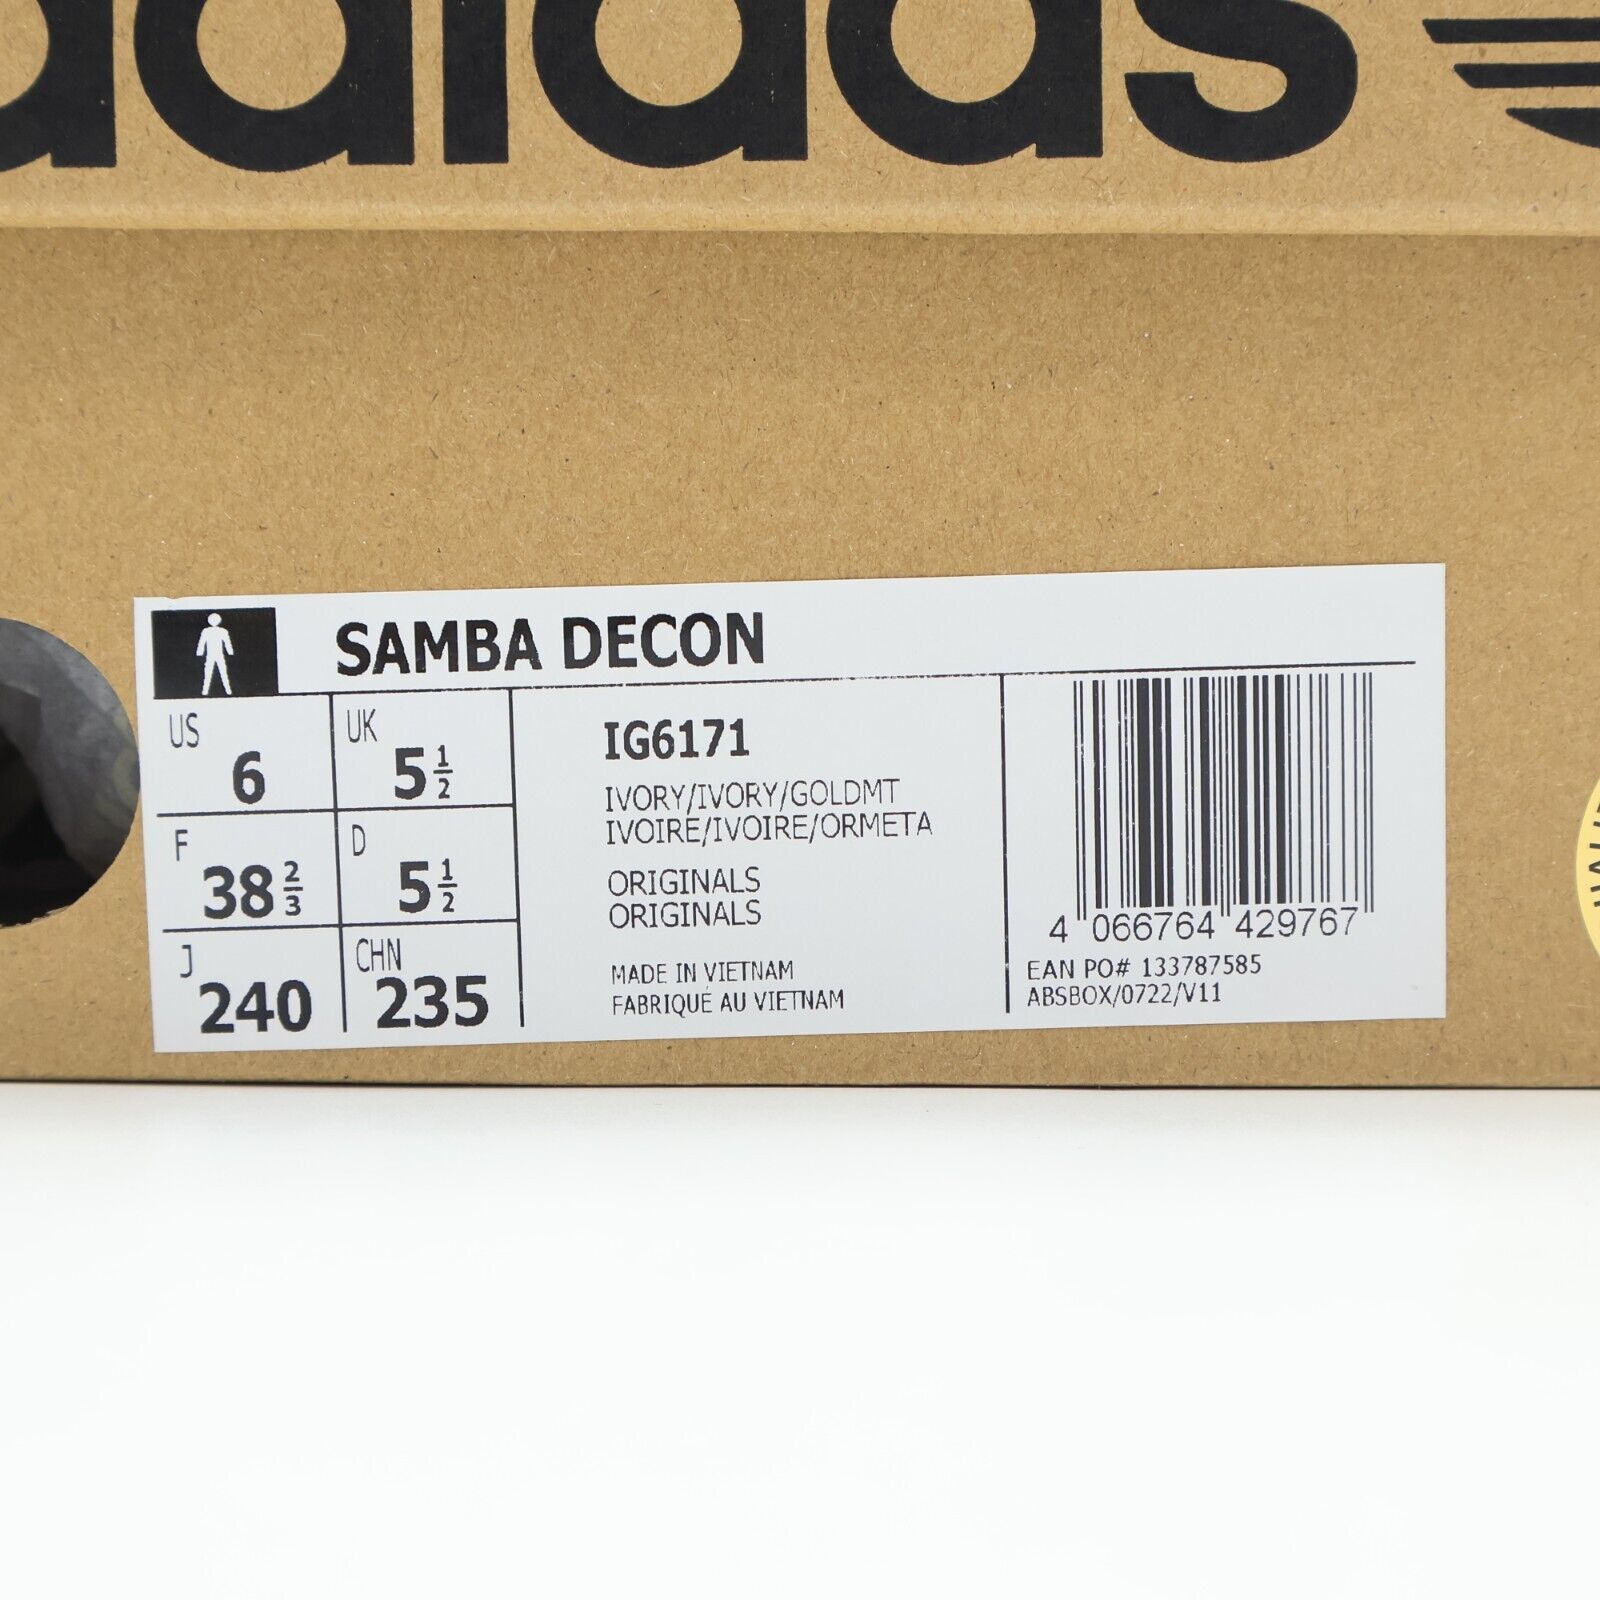 adidas
SAMBA DECON
US 6 UK 5 1/2
F 38 2/3 D 5 1/2
J 240 CHN 235
IG6171
IVORY/IVORY/GOLDMT
IVOIRE/IVOIRE/ORMETA
ORIGINALS
ORIGINALS
MADE IN VIETNAM
FABRIQUÉ AU VIETNAM
4 066764 429767
EAN PO# 133787585
ABSBOX/0722/V11